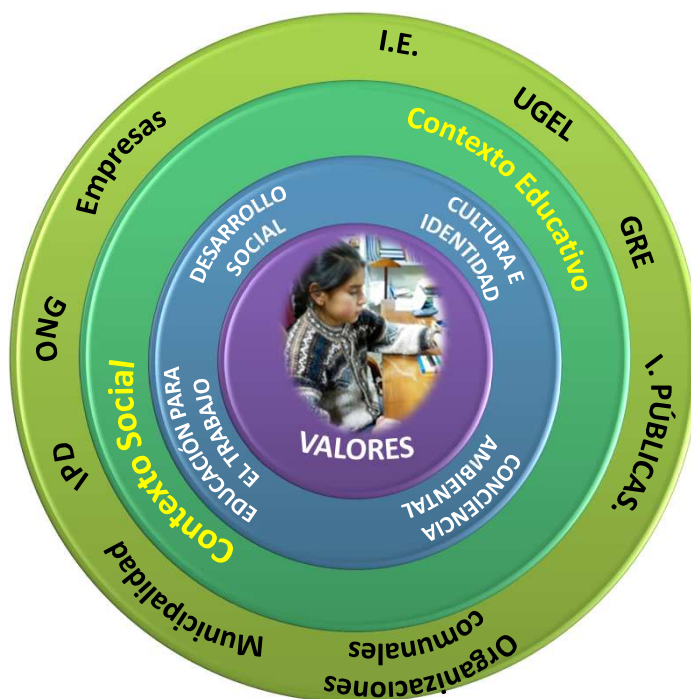 I.E.
UGEL
GRE
I. PÚBLICAS.
Organizaciones
comunales
Municipalidad
IPD
ONG
Empresas
Contexto Educativo
Contexto Social
DESARROLLO
SOCIAL
CULTURA E
IDENTIDAD
CONCIENCIA
AMBIENTAL
EDUCACIÓN PARA
EL TRABAJO
VALORES